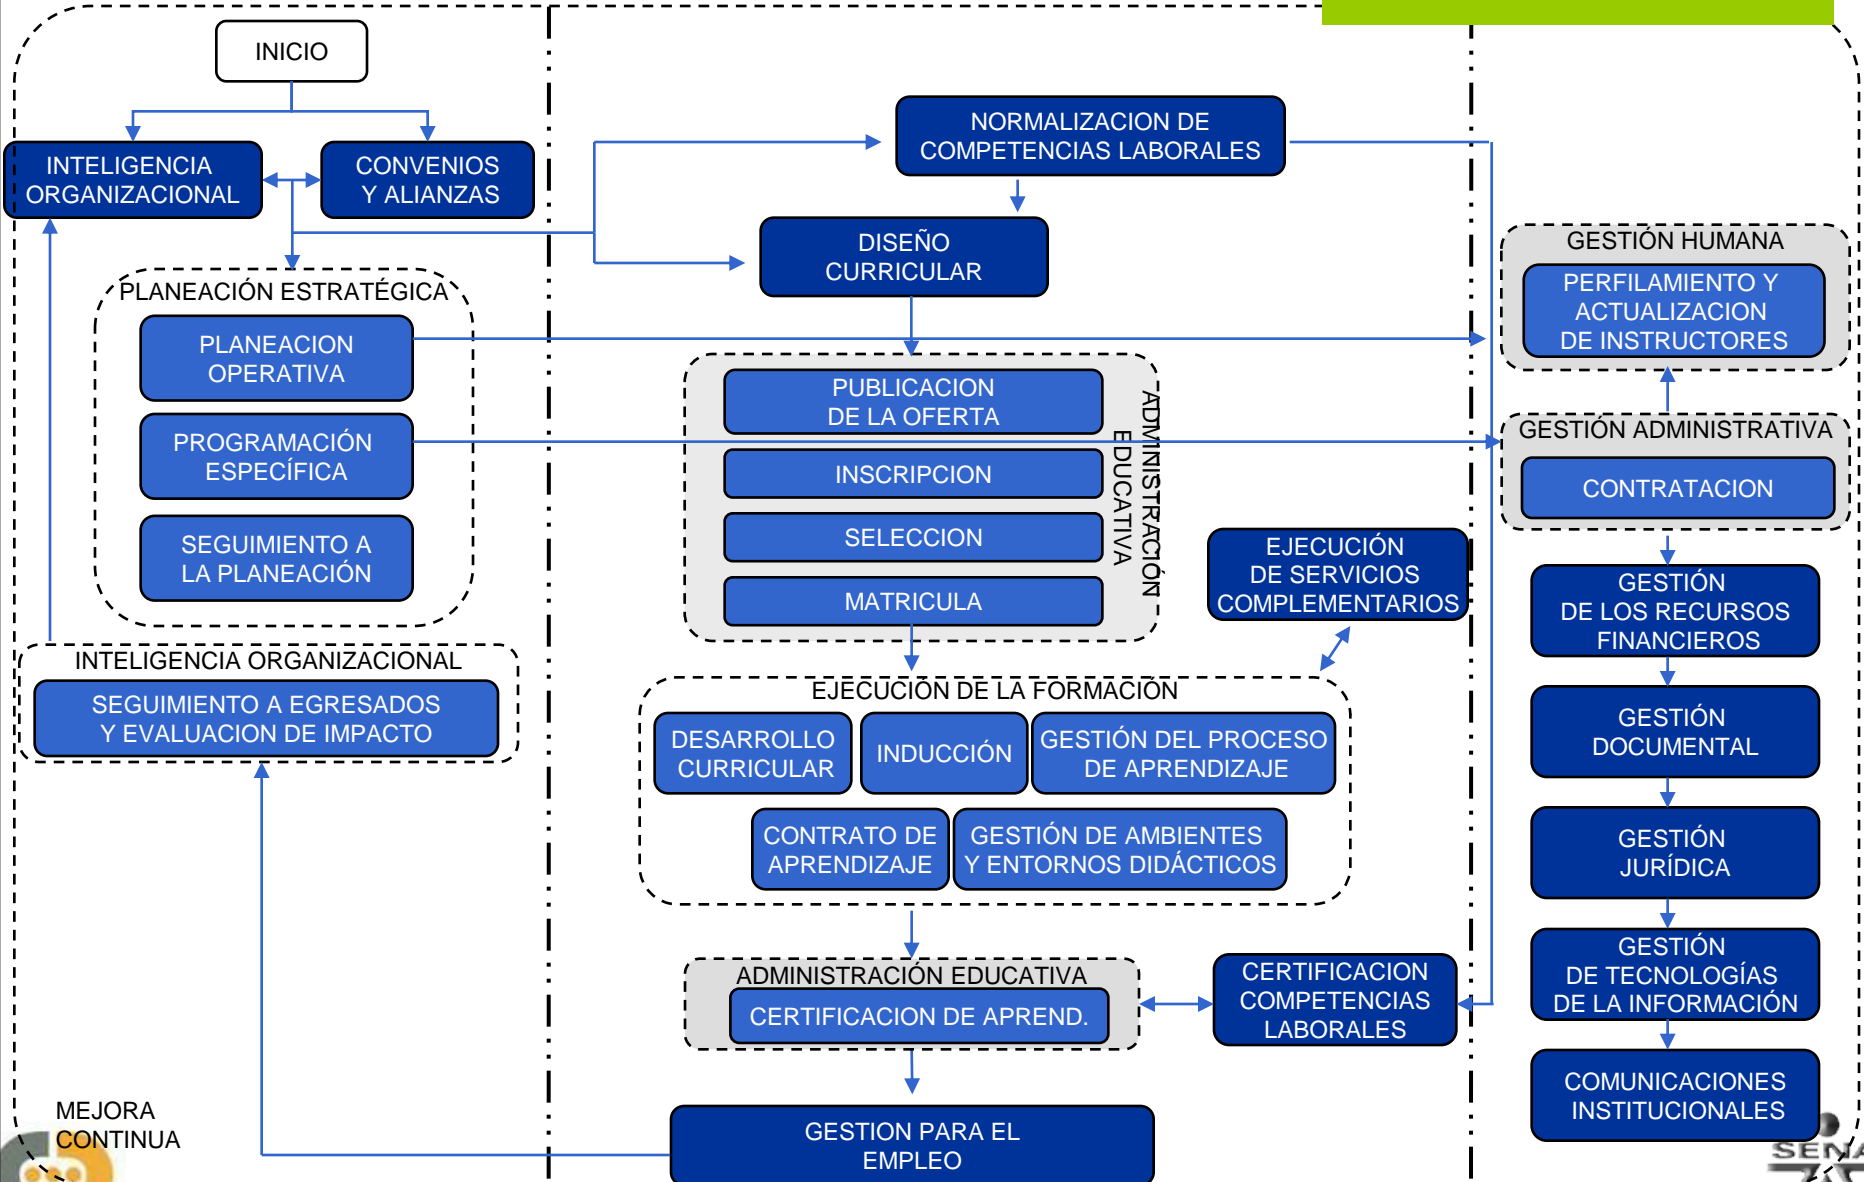 INICIO
INTELIGENCIA
ORGANIZACIONAL
CONVENIOS
Y ALIANZAS
PLANEACIÓN ESTRATÉGICA
PLANEACION
OPERATIVA
PROGRAMACIÓN
ESPECÍFICA
SEGUIMIENTO A
LA PLANEACIÓN
INTELIGENCIA ORGANIZACIONAL
SEGUIMIENTO A EGRESADOS
Y EVALUACION DE IMPACTO
MEJORA
CONTINUA
NORMALIZACION DE
COMPETENCIAS LABORALES
DISEÑO
CURRICULAR
ADMINISTRACIÓN
EDUCATIVA
PUBLICACION
DE LA OFERTA
INSCRIPCION
SELECCION
MATRICULA
EJECUCIÓN
DE SERVICIOS
COMPLEMENTARIOS
EJECUCIÓN DE LA FORMACIÓN
DESARROLLO
CURRICULAR
INDUCCIÓN
GESTIÓN DEL PROCESO
DE APRENDIZAJE
CONTRATO DE
APRENDIZAJE
GESTIÓN DE AMBIENTES
Y ENTORNOS DIDÁCTICOS
ADMINISTRACIÓN EDUCATIVA
CERTIFICACION DE APREND.
CERTIFICACION
COMPETENCIAS
LABORALES
GESTION PARA EL
EMPLEO
GESTIÓN HUMANA
PERFILAMIENTO Y
ACTUALIZACION
DE INSTRUCTORES
GESTIÓN ADMINISTRATIVA
CONTRATACION
GESTIÓN
DE LOS RECURSOS
FINANCIEROS
GESTIÓN
DOCUMENTAL
GESTIÓN
JURÍDICA
GESTIÓN
DE TECNOLOGÍAS
DE LA INFORMACIÓN
COMUNICACIONES
INSTITUCIONALES
SENA